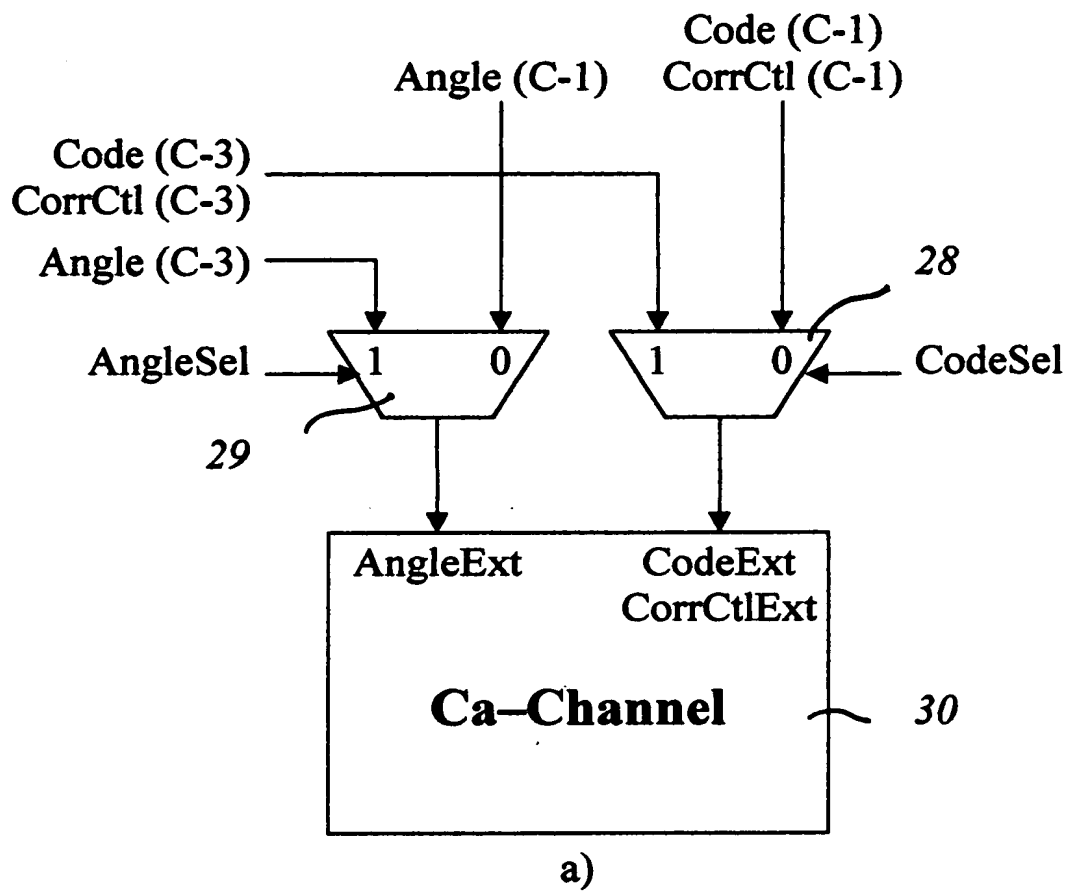 Code (C-1)
Angle (C-1) CorrCtl (C-1)
Code (C-3)
CorrCtl (C-3)
Angle (C-3)
28
1 0 1 0
AngleSel CodeSel
29
AngleExt CodeExt
CorrCtlExt
Ca–Channel 30
a)